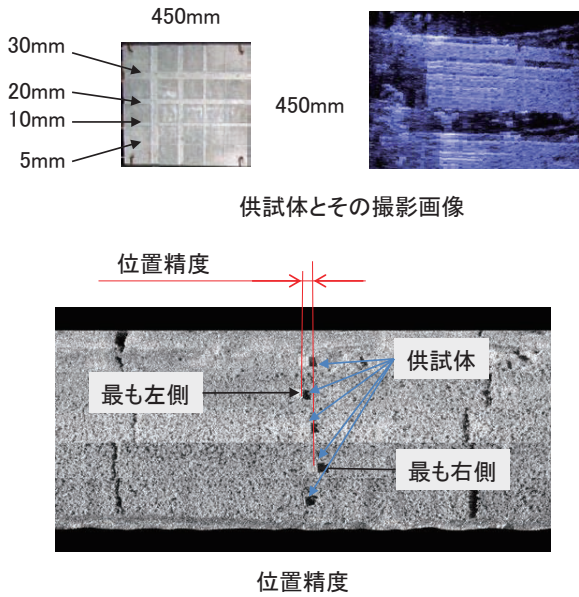 450mm
30mm
20mm
10mm
5mm
450mm
供試体とその撮影画像
位置精度
供試体
最も左側
最も右側
位置精度